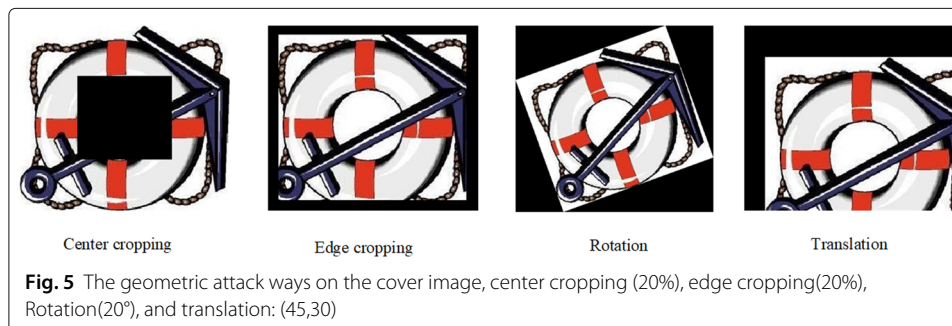 Center cropping
Edge cropping
Rotation
Translation
Fig. 5 The geometric attack ways on the cover image, center cropping (20%), edge cropping(20%),
Rotation(20°), and translation: (45,30)